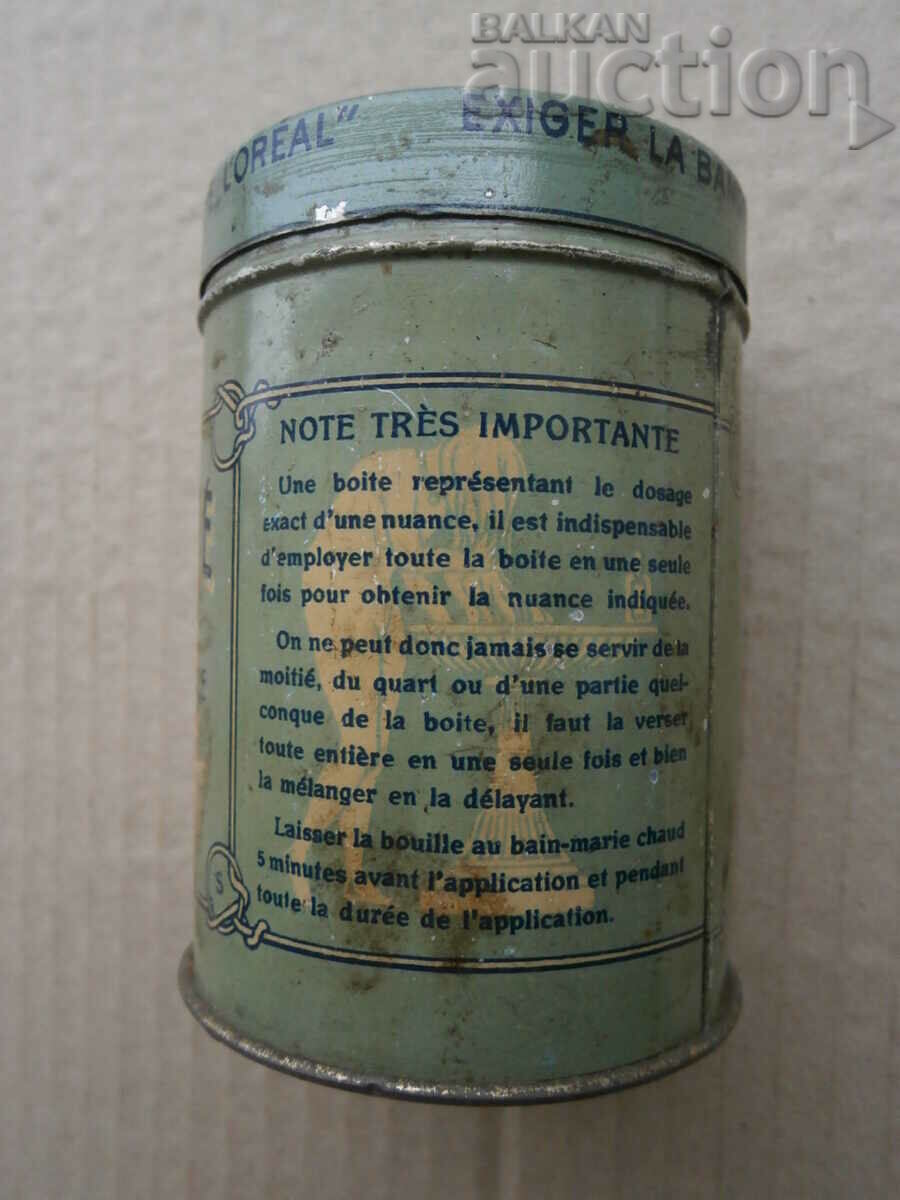 BALKAN
auction
L'ORÉAL" EXIGER LA
NOTE TRÈS IMPORTANTE
Une boite représentant le dosage
exact d'une nuance, il est indispensable
d'employer toute la boite en une seule
fois pour obtenir la nuance indiquée.
On ne peut donc jamais se servir de la
moitié, du quart ou d'une partie quel-
conque de la boite, il faut la verser
toute entière en une seule fois et bien
la mélanger en la délayant.
Laisser la bouille au bain-marie chaud
5 minutes avant l'application et pendant
toute la durée de l'application.
É
E
S